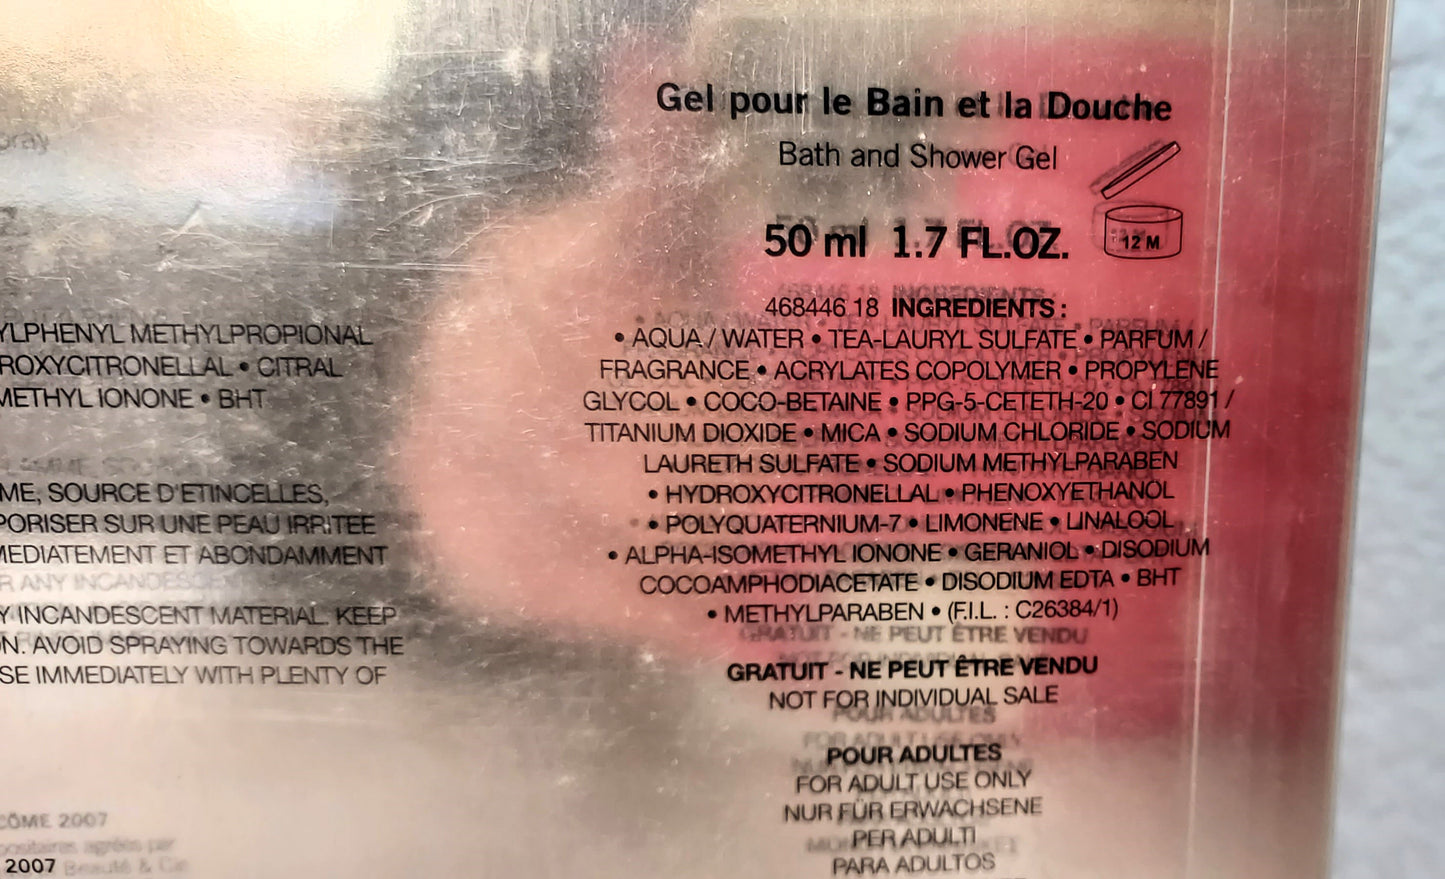 Gel pour le Bain et la Douche
Bath and Shower Gel
50 ml 1.7 FL.OZ.
12 M
468446 18 INGREDIENTS :
• AQUA / WATER • TEA-LAURYL SULFATE • PARFUM /
FRAGRANCE • ACRYLATES COPOLYMER • PROPYLENE
GLYCOL • COCO-BETAINE • PPG-5-CETETH-20 • CI 77891 /
TITANIUM DIOXIDE • MICA • SODIUM CHLORIDE • SODIUM
LAURETH SULFATE • SODIUM METHYLPARABEN
• HYDROXYCITRONELLAL • PHENOXYETHANOL
• POLYQUATERNIUM-7 • LIMONENE • LINALOOL
• ALPHA-ISOMETHYL IONONE • GERANIOL • DISODIUM
COCOAMPHODIACETATE • DISODIUM EDTA • BHT
• METHYLPARABEN • (F.I.L. : C26384/1)
GRATUIT - NE PEUT ÊTRE VENDU
NOT FOR INDIVIDUAL SALE
POUR ADULTES
FOR ADULT USE ONLY
NUR FÜR ERWACHSENE
PER ADULTI
PARA ADULTOS
YLPHENYL METHYLPROPIONAL
ROXYCITRONELLAL • CITRAL
METHYL IONONE • BHT
ME, SOURCE D'ETINCELLES,
PORISER SUR UNE PEAU IRRITEE
MEDIATEMENT ET ABONDAMMENT
Y INCANDESCENT MATERIAL. KEEP
N. AVOID SPRAYING TOWARDS THE
SE IMMEDIATELY WITH PLENTY OF
CÔME 2007
positaires agréés par
2007 Beauté & Cie